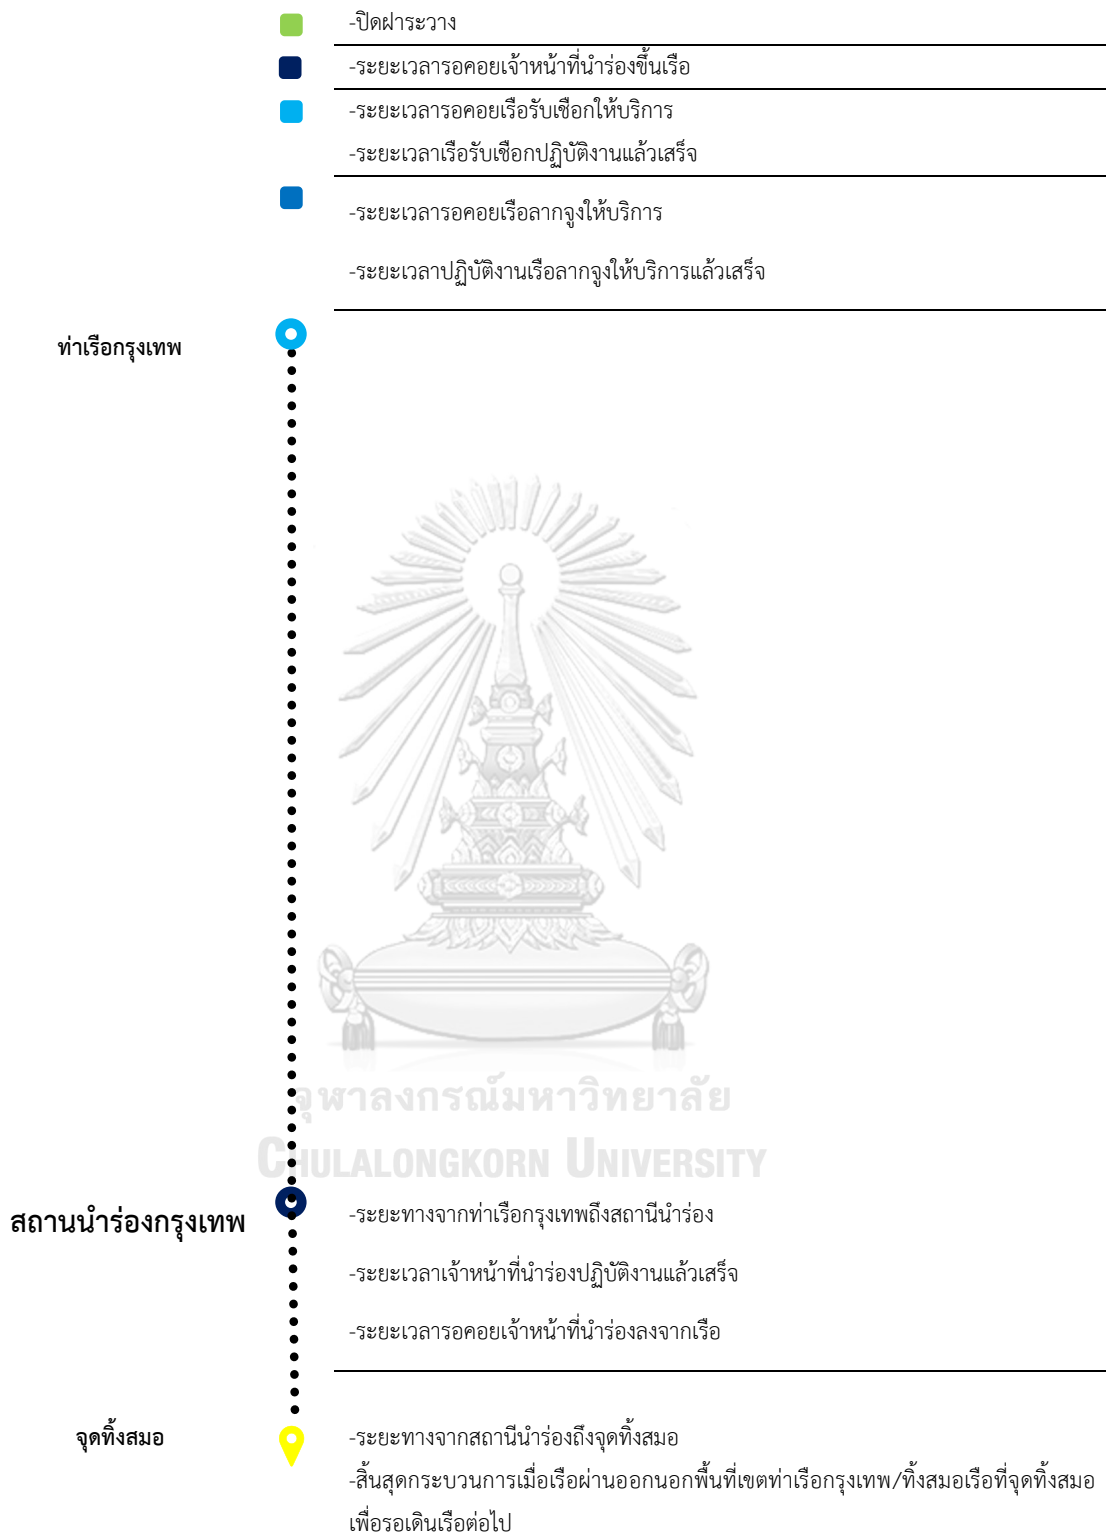 -ปิดฝาระวาง
-ระยะเวลารอคอยเจ้าหน้าที่นำร่องขึ้นเรือ
-ระยะเวลารอคอยเรือรับเชือกให้บริการ
-ระยะเวลาเรือรับเชือกปฏิบัติงานแล้วเสร็จ
-ระยะเวลารอคอยเรือลากจูงให้บริการ
-ระยะเวลาปฏิบัติงานเรือลากจูงให้บริการแล้วเสร็จ
ท่าเรือกรุงเทพ
จุฬาลงกรณ์มหาวิทยาลัย
CHULALONGKORN UNIVERSITY
สถานนำร่องกรุงเทพ
-ระยะทางจากท่าเรือกรุงเทพถึงสถานีนำร่อง
-ระยะเวลาเจ้าหน้าที่นำร่องปฏิบัติงานแล้วเสร็จ
-ระยะเวลารอคอยเจ้าหน้าที่นำร่องลงจากเรือ
จุดทิ้งสมอ
-ระยะทางจากสถานีนำร่องถึงจุดทิ้งสมอ
-สิ้นสุดกระบวนการเมื่อเรือผ่านออกนอกพื้นที่เขตท่าเรือกรุงเทพ/ทิ้งสมอเรือที่จุดทิ้งสมอ
เพื่อรอเดินเรือต่อไป